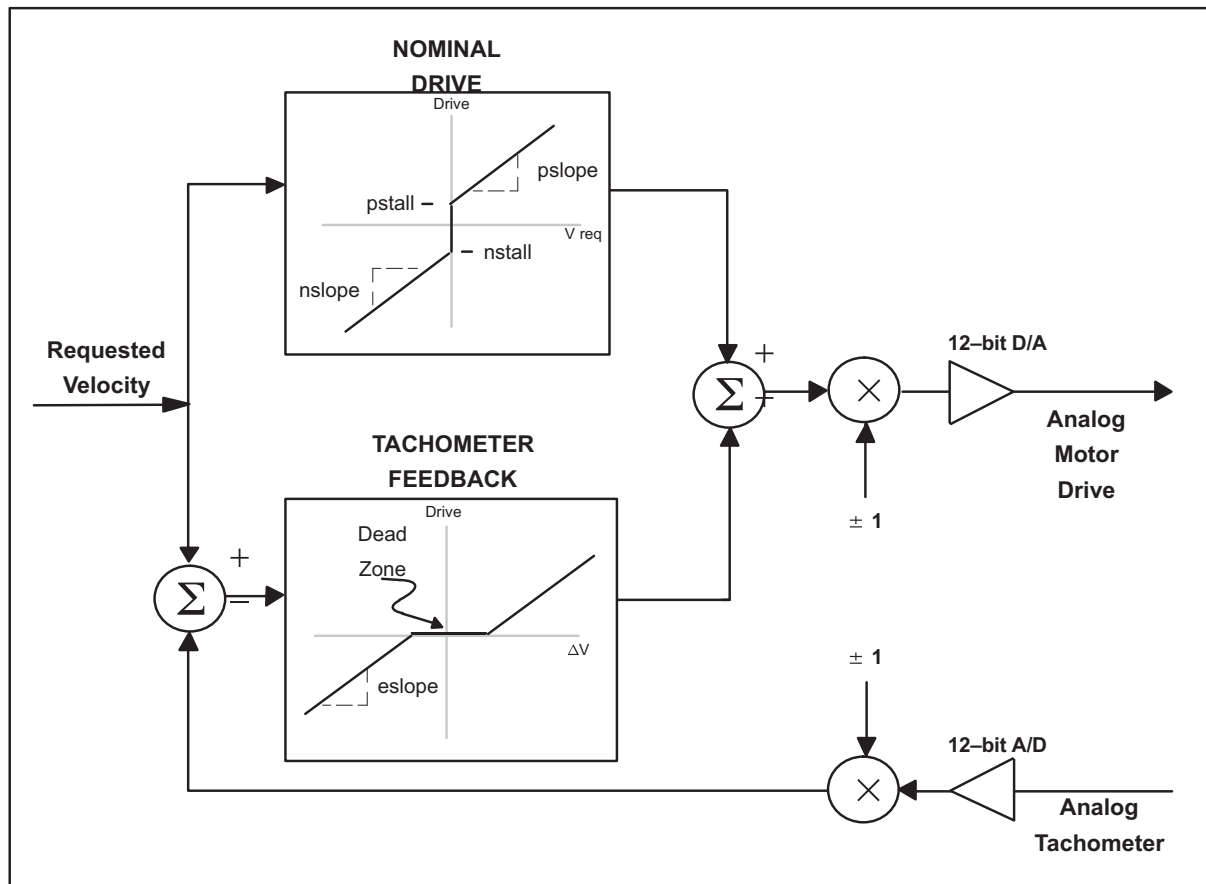 NOMINAL
DRIVE
Drive
pslope
pstall –
V req
– nstall
nslope
Requested
Velocity
12–bit D/A
+
Σ
+
×
Analog
Motor
Drive
± 1
TACHOMETER
FEEDBACK
Drive
Dead
Zone
+
Σ
–
ΔV
eslope
± 1
12–bit A/D
×
Analog
Tachometer